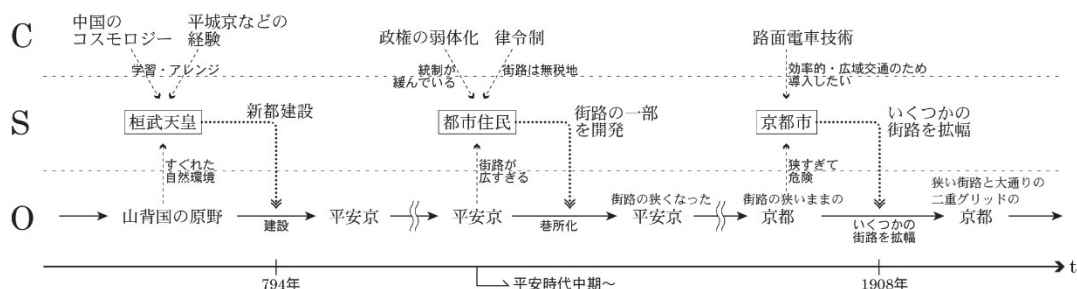 C
中国の
コスモロジー
平城京などの
経験
政権の弱体化
律令制
路面電車技術
学習・アレンジ
統制が
緩んでいる
街路は無税地
効率的・広域交通のため
導入したい
S
桓武天皇
新都建設
都市住民
街路の一部
を開発
京都市
いくつかの
街路を拡幅
すぐれた
自然環境
街路が
広すぎる
狭すぎて
危険
O
山背国の原野
建設
平安京
平安京
巷所化
街路の狭くなった
平安京
街路の狭いままの
京都
いくつかの
街路を拡幅
狭い街路と大通りの
二重グリッドの
京都
t
794年
平安時代中期～
1908年